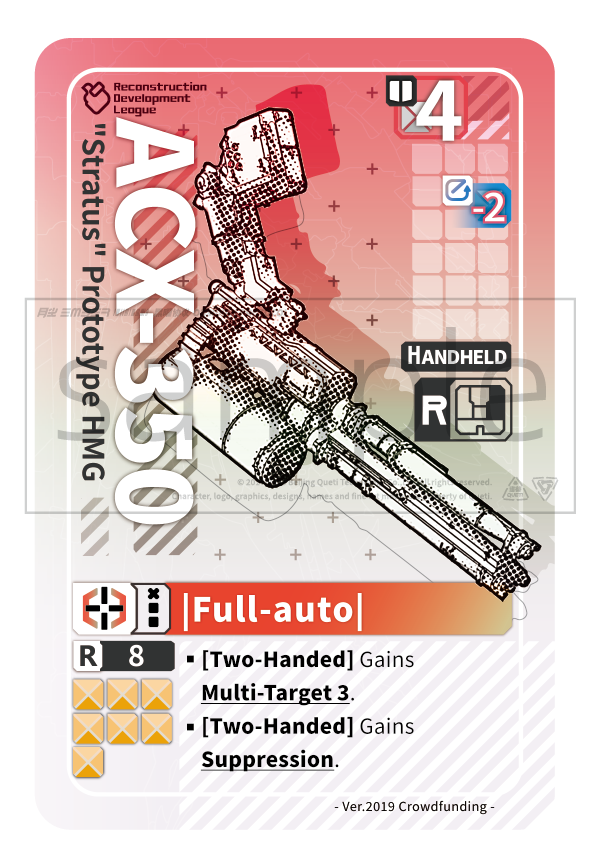 Reconstruction
Development
League
ACX-350
"Stratus" Prototype HMG
4
-2
HANDHELD
R
sample
|Full-auto|
R 8
▪ [Two-Handed] Gains
Multi-Target 3.
▪ [Two-Handed] Gains
Suppression.
- Ver.2019 Crowdfunding -